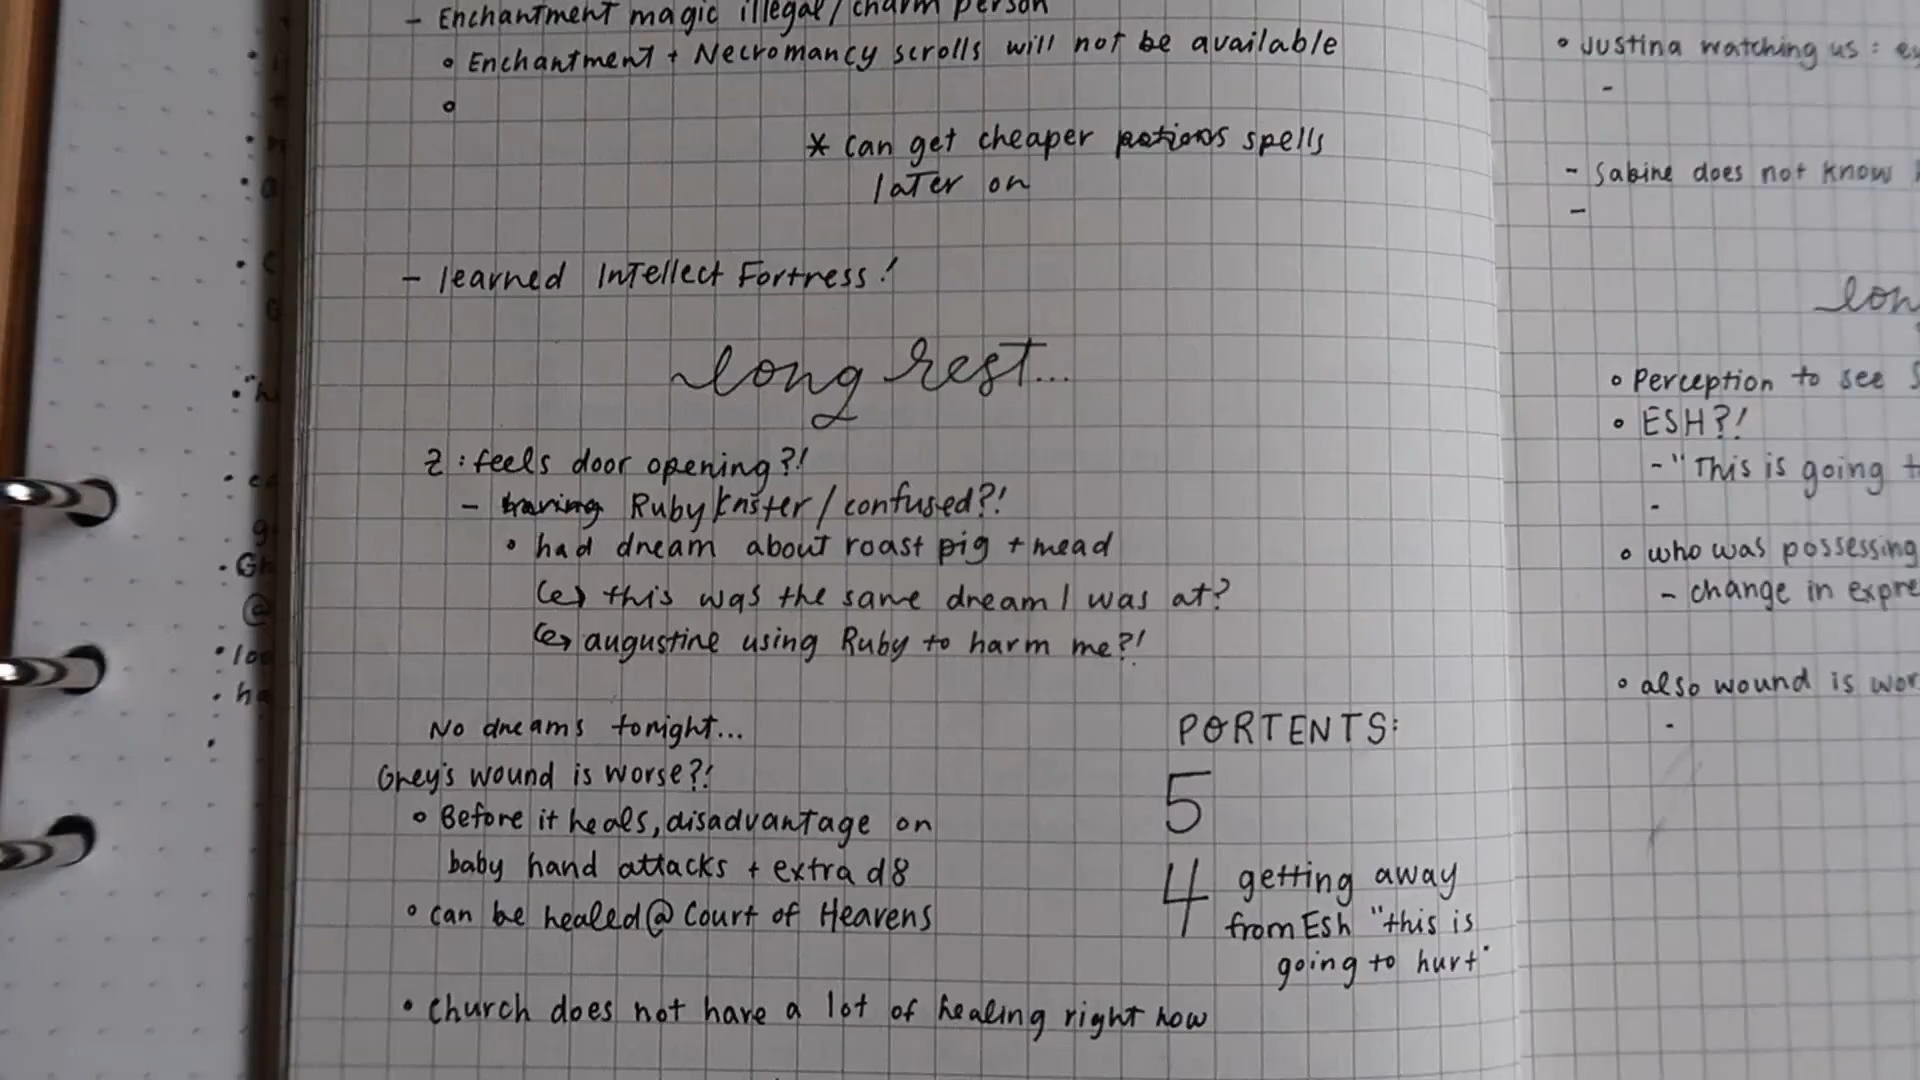 - Enchantment magic illegal / charm person
◦ Enchantment + Necromancy scrolls will not be available
* can get cheaper potions spells
later on
- learned Intellect Fortress!
long rest...
Z : feels door opening?!
- Ruby / confused?!
• had dream about roast pig + mead
↪ this was the same dream I was at?
↪ augustine using Ruby to harm me?!
No dreams tonight...
Grey's wound is worse?!
◦ Before it heals, disadvantage on
baby hand attacks + extra d8
◦ can be healed @ Court of Heavens
• church does not have a lot of healing right now
PORTENTS:
5
4 getting away
from Esh "this is
going to hurt"
◦ Justina watching us :
- Sabine does not know
◦ Perception to see
◦ ESH?!
- "This is going
◦ who was possessing
- change in
◦ also wound is